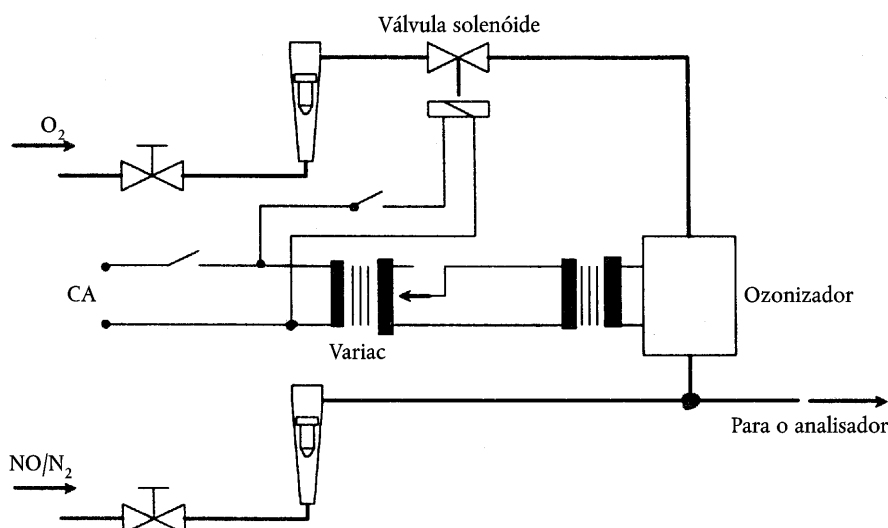 Válvula solenóide
O₂
CA
Ozonizador
Variac
Para o analisador
NO/N₂